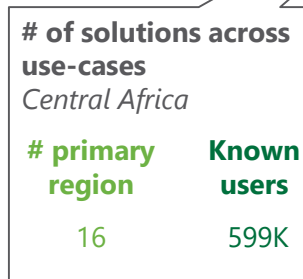 # of solutions across
use-cases
Central Africa
# primary Known
region users
16 599K